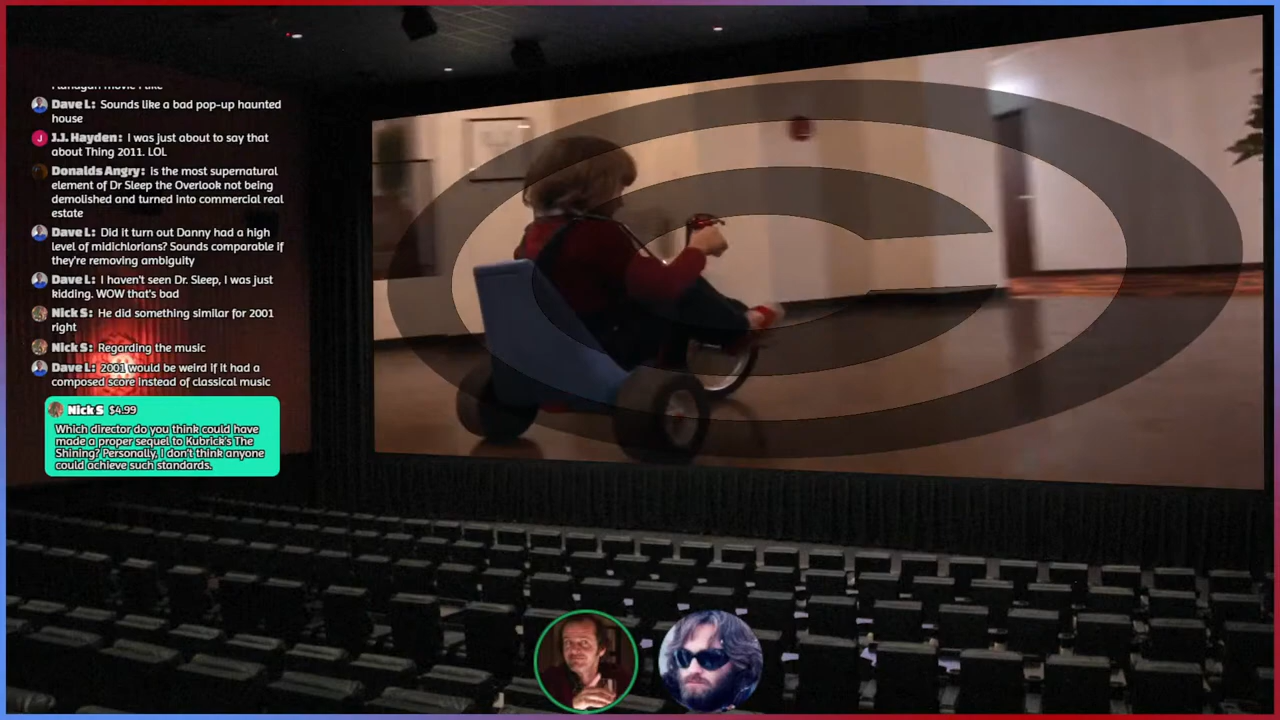 Flanagan movie I like
Dave L: Sounds like a bad pop-up haunted
house
J
J.J. Hayden: I was just about to say that
about Thing 2011. LOL
Donalds Angry: is the most supernatural
element of Dr Sleep the Overlook not being
demolished and turned into commercial real
estate
Dave L: Did it turn out Danny had a high
level of midichlorians? Sounds comparable if
they're removing ambiguity
Dave L: I haven't seen Dr. Sleep, I was just
kidding. WOW that's bad
Nick S: He did something similar for 2001
right
Nick S: Regarding the music
Dave L: 2001 would be weird if it had a
composed score instead of classical music
Nick S $4.99
Which director do you think could have
made a proper sequel to Kubrick's The
Shining? Personally, I don't think anyone
could achieve such standards.